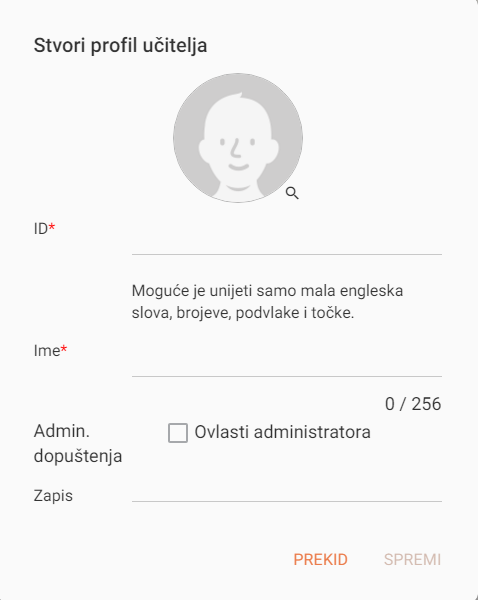 Stvori profil učitelja
ID*
Moguće je unijeti samo mala engleska
slova, brojeve, podvlake i točke.
Ime*
0 / 256
Admin.
dopuštenja
Ovlasti administratora
Zapis
PREKID
SPREMI